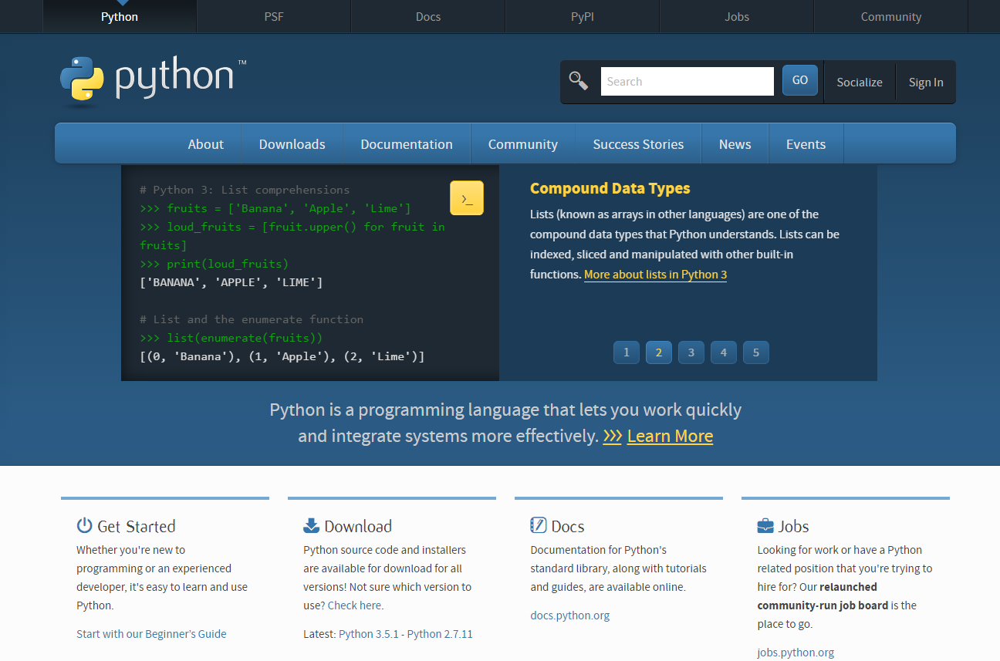 Python PSF Docs PyPI Jobs Community
python™
Search GO Socialize Sign In
About Downloads Documentation Community Success Stories News Events
# Python 3: List comprehensions
>>> fruits = ['Banana', 'Apple', 'Lime']
>>> loud_fruits = [fruit.upper() for fruit in
fruits]
>>> print(loud_fruits)
['BANANA', 'APPLE', 'LIME']
# List and the enumerate function
>>> list(enumerate(fruits))
[(0, 'Banana'), (1, 'Apple'), (2, 'Lime')]
>_
Compound Data Types
Lists (known as arrays in other languages) are one of the
compound data types that Python understands. Lists can be
indexed, sliced and manipulated with other built-in
functions. More about lists in Python 3
1 2 3 4 5
Python is a programming language that lets you work quickly
and integrate systems more effectively. >>> Learn More
Get Started
Whether you're new to
programming or an experienced
developer, it's easy to learn and use
Python.
Start with our Beginner’s Guide
Download
Python source code and installers
are available for download for all
versions! Not sure which version to
use? Check here.
Latest: Python 3.5.1 - Python 2.7.11
Docs
Documentation for Python's
standard library, along with tutorials
and guides, are available online.
docs.python.org
Jobs
Looking for work or have a Python
related position that you're trying to
hire for? Our relaunched
community-run job board is the
place to go.
jobs.python.org